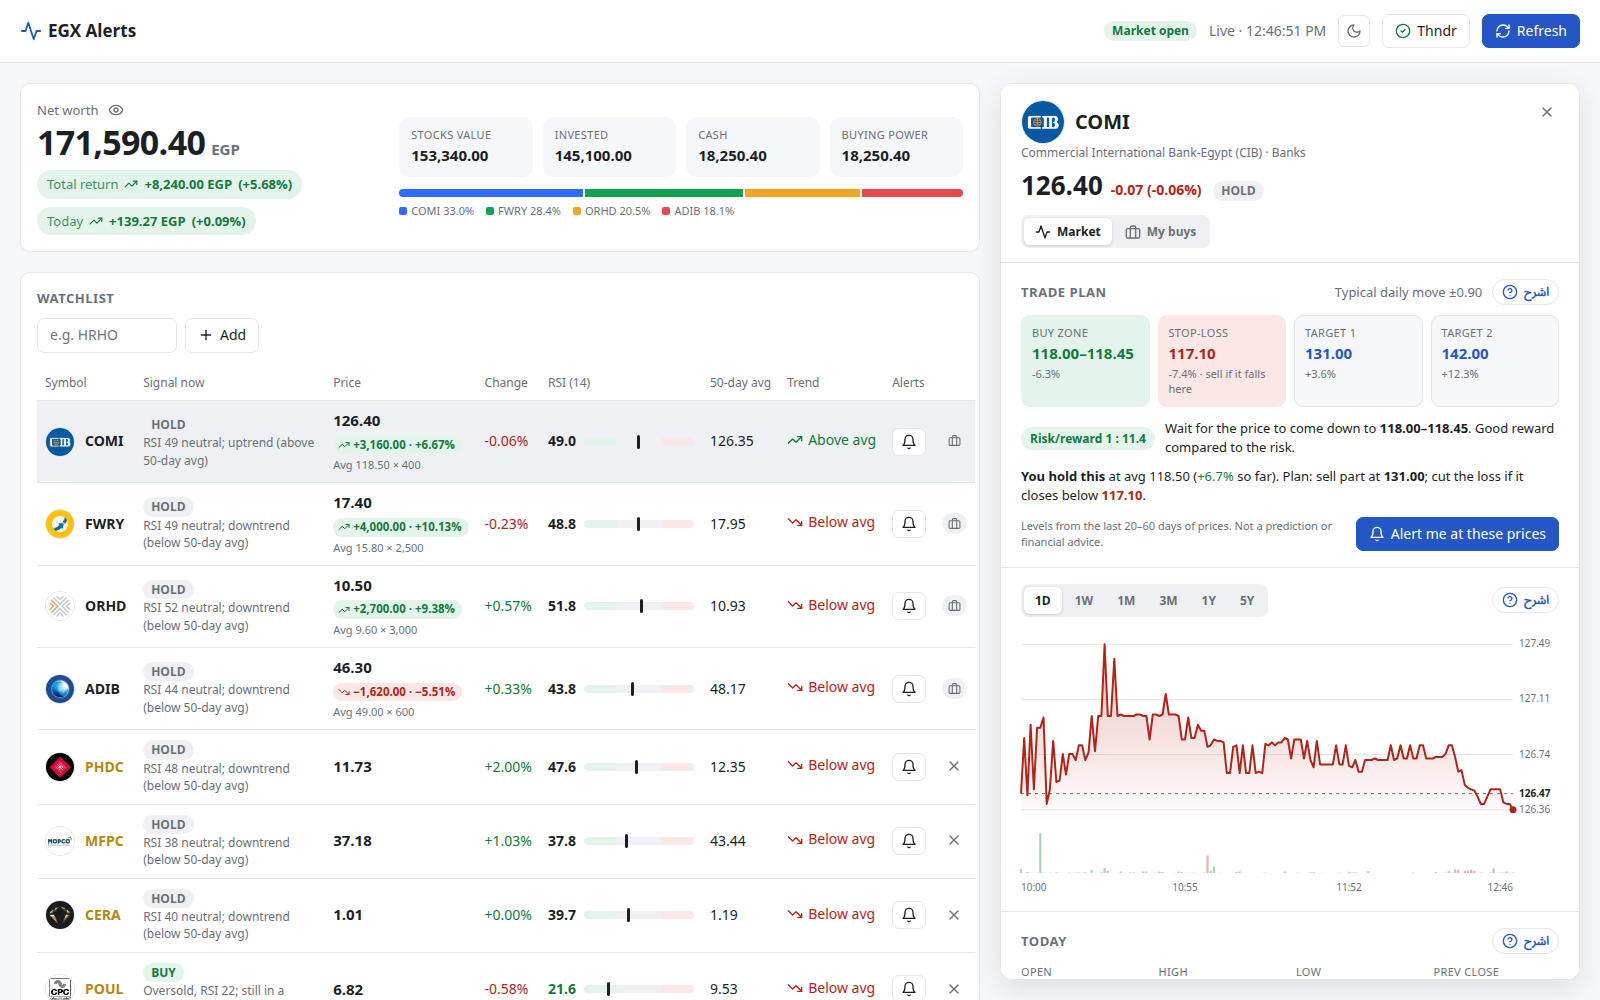 EGX Alerts
Market open
Live · 12:46:51 PM
Thndr
Refresh
Net worth
171,590.40 EGP
Total return +8,240.00 EGP (+5.68%)
Today +139.27 EGP (+0.09%)
STOCKS VALUE
153,340.00
INVESTED
145,100.00
CASH
18,250.40
BUYING POWER
18,250.40
COMI 33.0% FWRY 28.4% ORHD 20.5% ADIB 18.1%
WATCHLIST
e.g. HRHO
Add
Symbol Signal now Price Change RSI (14) 50-day avg Trend Alerts
CIB
COMI
HOLD
RSI 49 neutral; uptrend (above
50-day avg)
126.40
+3,160.00 · +6.67%
Avg 118.50 × 400
-0.06%
49.0
126.35
Above avg
FWRY
HOLD
RSI 49 neutral; downtrend
(below 50-day avg)
17.40
+4,000.00 · +10.13%
Avg 15.80 × 2,500
-0.23%
48.8
17.95
Below avg
ORHD
HOLD
RSI 52 neutral; downtrend
(below 50-day avg)
10.50
+2,700.00 · +9.38%
Avg 9.60 × 3,000
+0.57%
51.8
10.93
Below avg
ADIB
HOLD
RSI 44 neutral; downtrend
(below 50-day avg)
46.30
−1,620.00 · −5.51%
Avg 49.00 × 600
+0.33%
43.8
48.17
Below avg
PHDC
HOLD
RSI 48 neutral; downtrend
(below 50-day avg)
11.73
+2.00%
47.6
12.35
Below avg
MOPCO
MFPC
HOLD
RSI 38 neutral; downtrend
(below 50-day avg)
37.18
+1.03%
37.8
43.44
Below avg
CERA
HOLD
RSI 40 neutral; downtrend
(below 50-day avg)
1.01
+0.00%
39.7
1.19
Below avg
CPC
POUL
BUY
Oversold, RSI 22; still in a
6.82
-0.58%
21.6
9.53
Below avg
CIB
COMI
Commercial International Bank-Egypt (CIB) · Banks
126.40 -0.07 (-0.06%) HOLD
Market My buys
TRADE PLAN
Typical daily move ±0.90
اشرح
BUY ZONE
118.00–118.45
-6.3%
STOP-LOSS
117.10
-7.4% · sell if it falls
here
TARGET 1
131.00
+3.6%
TARGET 2
142.00
+12.3%
Risk/reward 1 : 11.4
Wait for the price to come down to 118.00–118.45. Good reward
compared to the risk.
You hold this at avg 118.50 (+6.7% so far). Plan: sell part at 131.00; cut the loss if it
closes below 117.10.
Levels from the last 20–60 days of prices. Not a prediction or
financial advice.
Alert me at these prices
1D 1W 1M 3M 1Y 5Y
اشرح
127.49
127.11
126.74
126.47
126.36
10:00 10:55 11:52 12:46
TODAY
اشرح
OPEN HIGH LOW PREV CLOSE